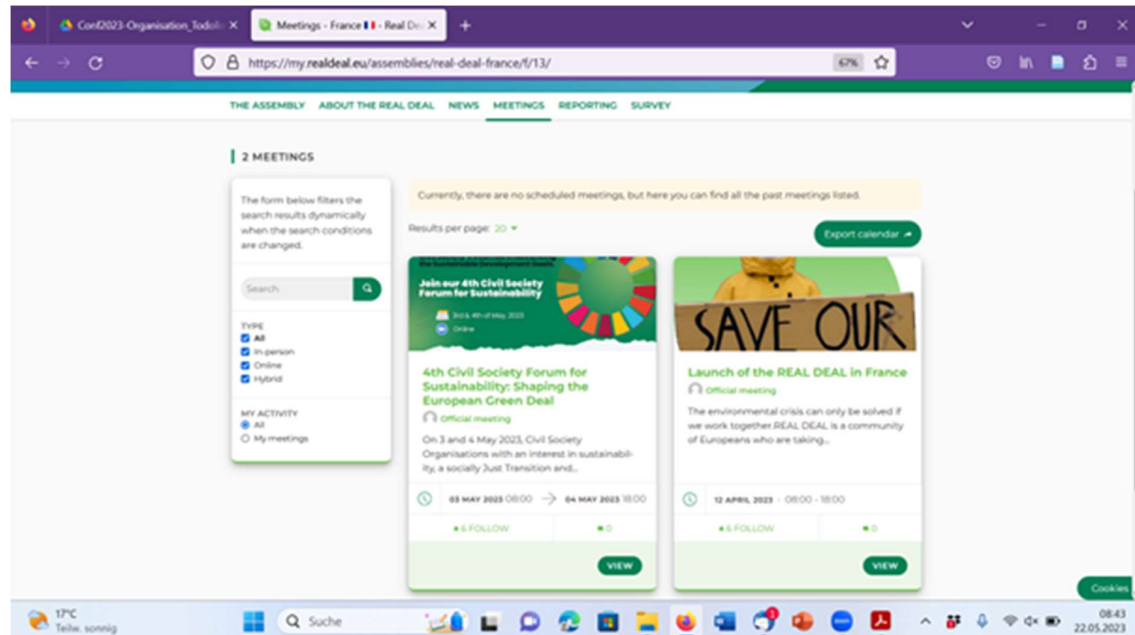 Conf2023-Organisation_Todolis
Meetings - France - Real Dea
https://my.realdeal.eu/assemblies/real-deal-france/f/13/
67%
THE ASSEMBLY ABOUT THE REAL DEAL NEWS MEETINGS REPORTING SURVEY
2 MEETINGS
The form below filters the
search results dynamically
when the search conditions
are changed.
Search
TYPE
All
In person
Online
Hybrid
MY ACTIVITY
All
My meetings
Currently, there are no scheduled meetings, but here you can find all the past meetings listed.
Results per page: 20
Export calendar
the Sustainable Development Goals.
Join our 4th Civil Society
Forum for Sustainability
3rd & 4th of May, 2023
Online
4th Civil Society Forum for
Sustainability: Shaping the
European Green Deal
Official meeting
On 3 and 4 May 2023, Civil Society
Organisations with an interest in sustainabil-
ity, a socially Just Transition and...
03 MAY 2023 08:00 → 04 MAY 2023 18:00
6 FOLLOW 0
VIEW
SAVE OUR
Launch of the REAL DEAL in France
Official meeting
The environmental crisis can only be solved if
we work together.REAL DEAL is a community
of Europeans who are taking...
12 APRIL 2023 - 08:00 - 18:00
6 FOLLOW 0
VIEW
Cookies
17°C
Teilw. sonnig
Suche
08:43
22.05.2023